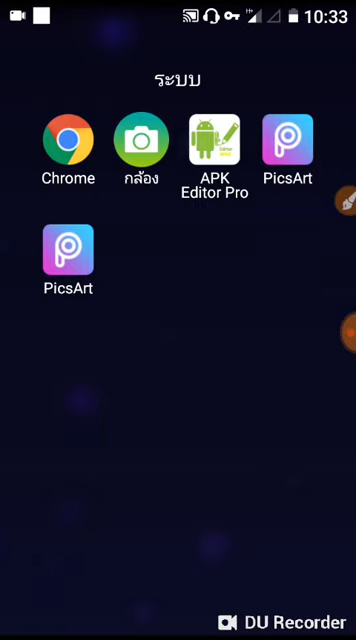 H+ 10:33
ระบบ
Chrome กล้อง APK Editor Pro PicsArt
PicsArt
DU Recorder